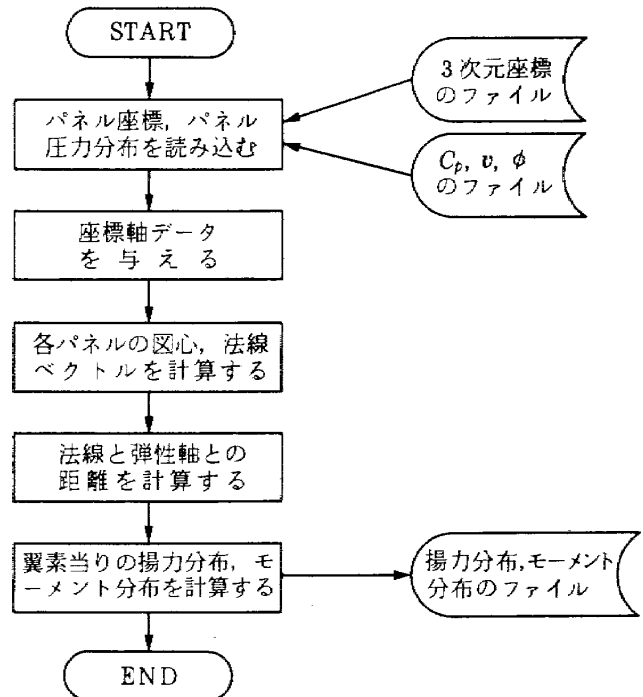 START
3次元座標
のファイル
パネル座標, パネル
圧力分布を読み込む
Cp, v, φ
のファイル
座標軸データ
を与える
各パネルの図心, 法線
ベクトルを計算する
法線と弾性軸との
距離を計算する
翼素当りの揚力分布, モ
ーメント分布を計算する
揚力分布,モーメント
分布のファイル
END